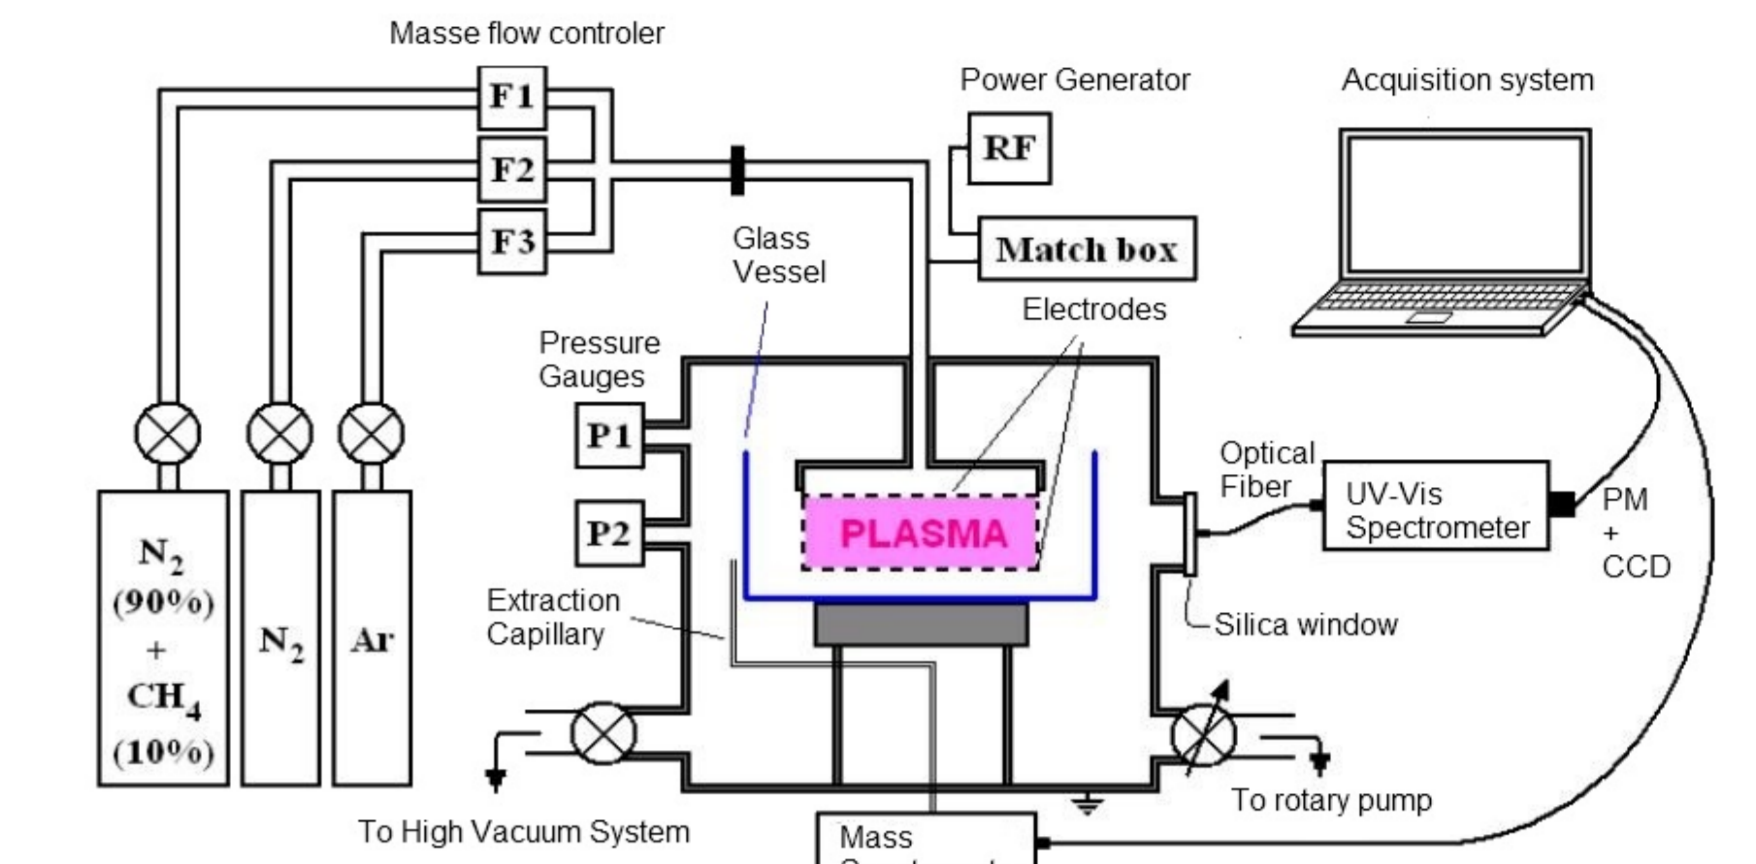 Masse flow controler
F1
F2
F3
Power Generator
RF
Match box
Acquisition system
Glass
Vessel
Electrodes
Pressure
Gauges
P1
P2
PLASMA
Optical
Fiber
UV-Vis
Spectrometer
PM
+
CCD
N2
(90%)
+
CH4
(10%)
N2
Ar
Extraction
Capillary
Silica window
To High Vacuum System
To rotary pump
Mass